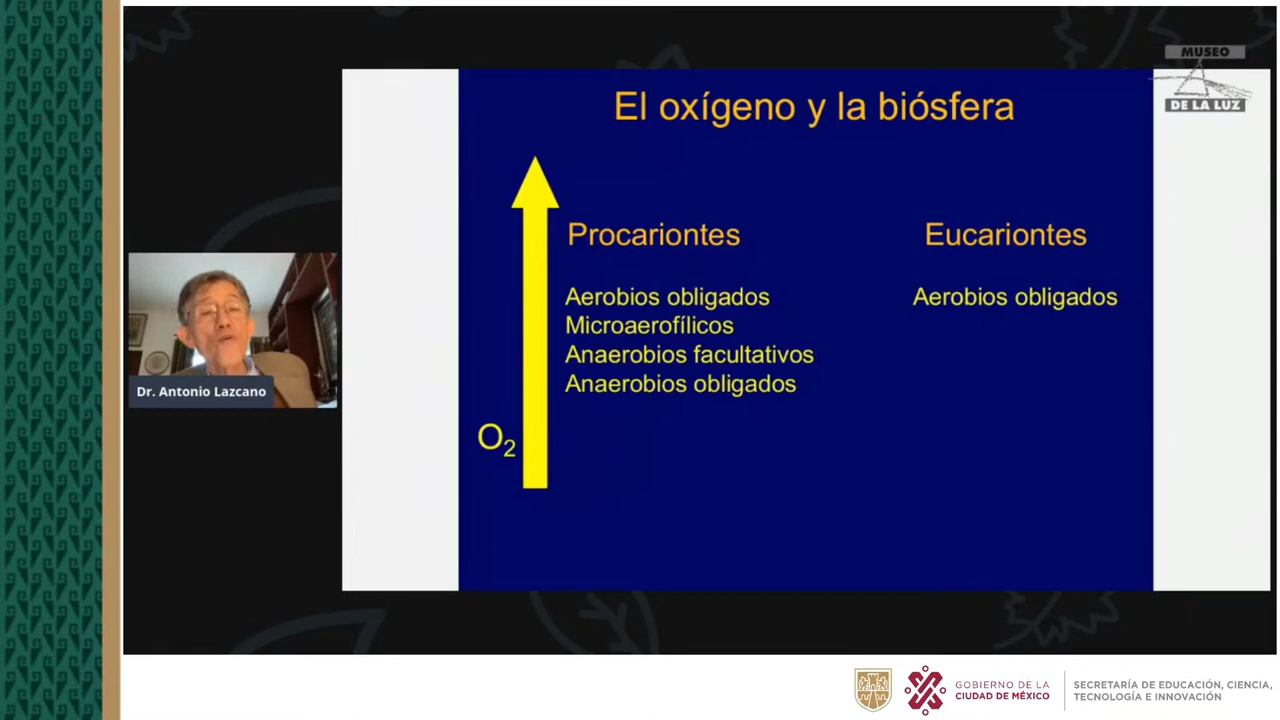 MUSEO
DE LA LUZ
El oxígeno y la biósfera
Procariontes
Eucariontes
Aerobios obligados
Microaerofílicos
Anaerobios facultativos
Anaerobios obligados
Aerobios obligados
O₂
Dr. Antonio Lazcano
GOBIERNO DE LA
CIUDAD DE MÉXICO
SECRETARÍA DE EDUCACIÓN, CIENCIA,
TECNOLOGÍA E INNOVACIÓN